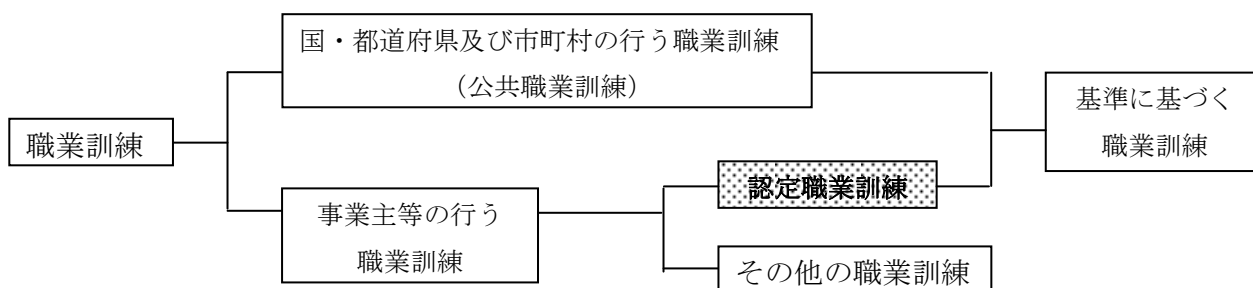 国・都道府県及び市町村の行う職業訓練
（公共職業訓練）
基準に基づく
職業訓練
職業訓練
認定職業訓練
事業主等の行う
職業訓練
その他の職業訓練